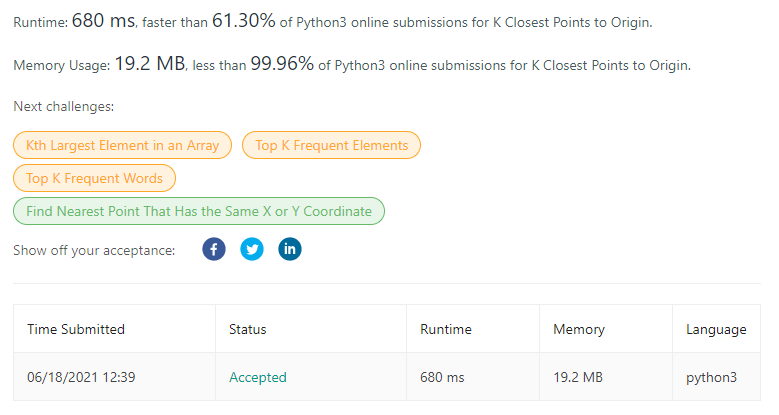 Runtime: 680 ms, faster than 61.30% of Python3 online submissions for K Closest Points to Origin.
Memory Usage: 19.2 MB, less than 99.96% of Python3 online submissions for K Closest Points to Origin.
Next challenges:
Kth Largest Element in an Array Top K Frequent Elements
Top K Frequent Words
Find Nearest Point That Has the Same X or Y Coordinate
Show off your acceptance:
Time Submitted Status Runtime Memory Language
06/18/2021 12:39 Accepted 680 ms 19.2 MB python3